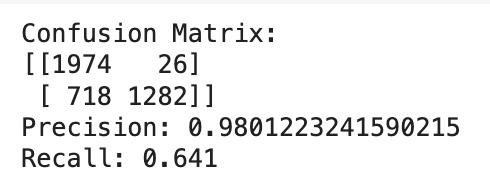 Confusion Matrix:
[[1974   26]
 [ 718 1282]]
Precision: 0.9801223241590215
Recall: 0.641